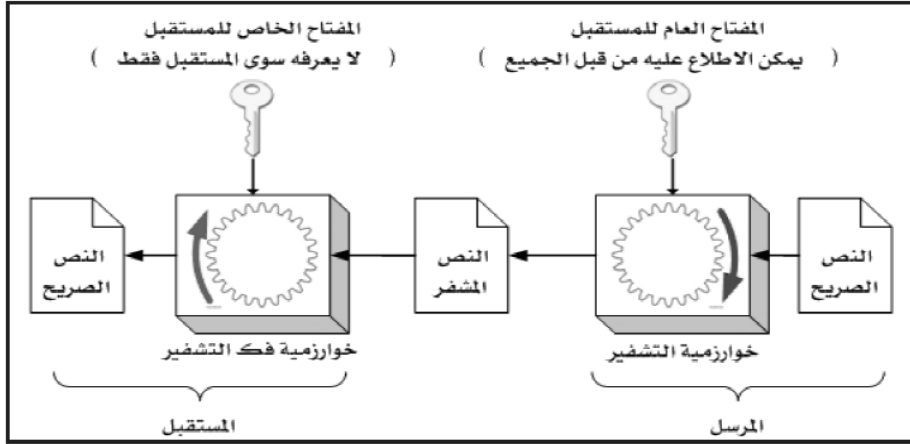 المفتاح العام للمستقبل
( يمكن الاطلاع عليه من قبل الجميع )
المفتاح الخاص للمستقبل
( لا يعرفه سوى المستقبل فقط )
النص
الصريح
النص
المشفر
النص
الصريح
خوارزمية التشفير
خوارزمية فك التشفير
المرسل
المستقبل